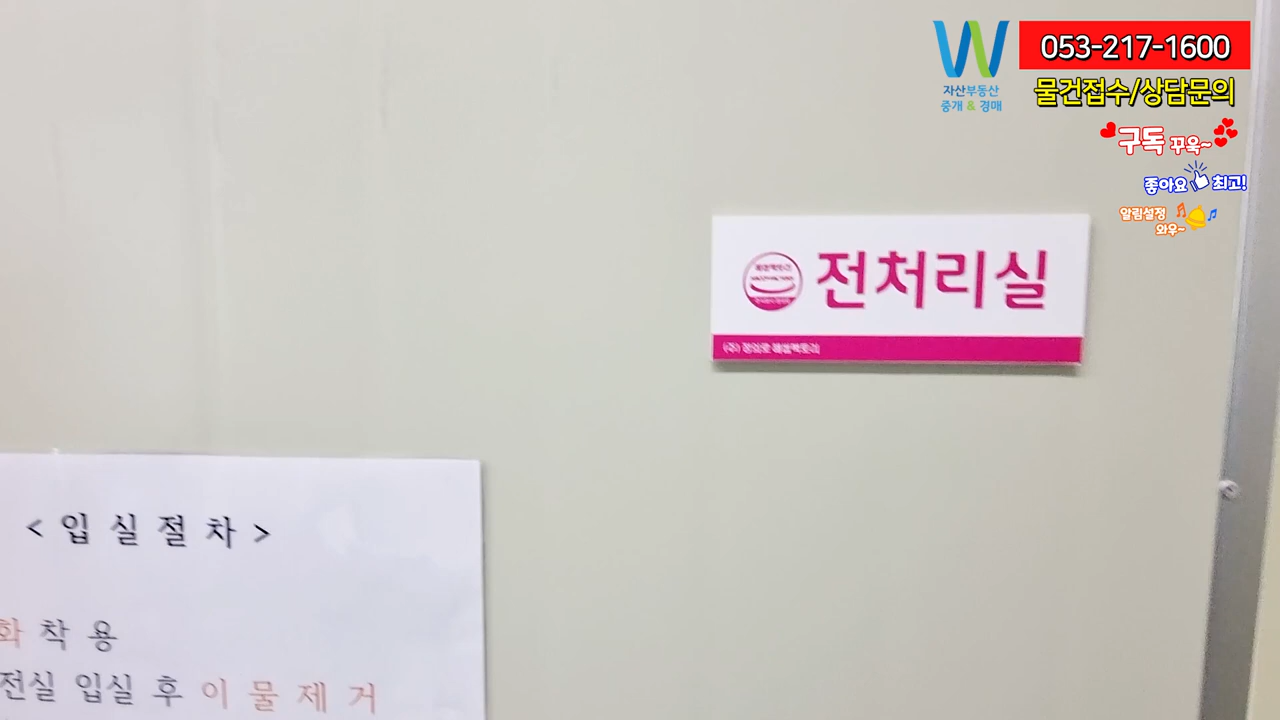 053-217-1600
자산부동산
중개 & 경매
물건접수/상담문의
구독 꾸욱~
좋아요 최고!
알림설정
와우~
전처리실
(주)
<입실절차>
화 착용
전실 입실 후 이물제거